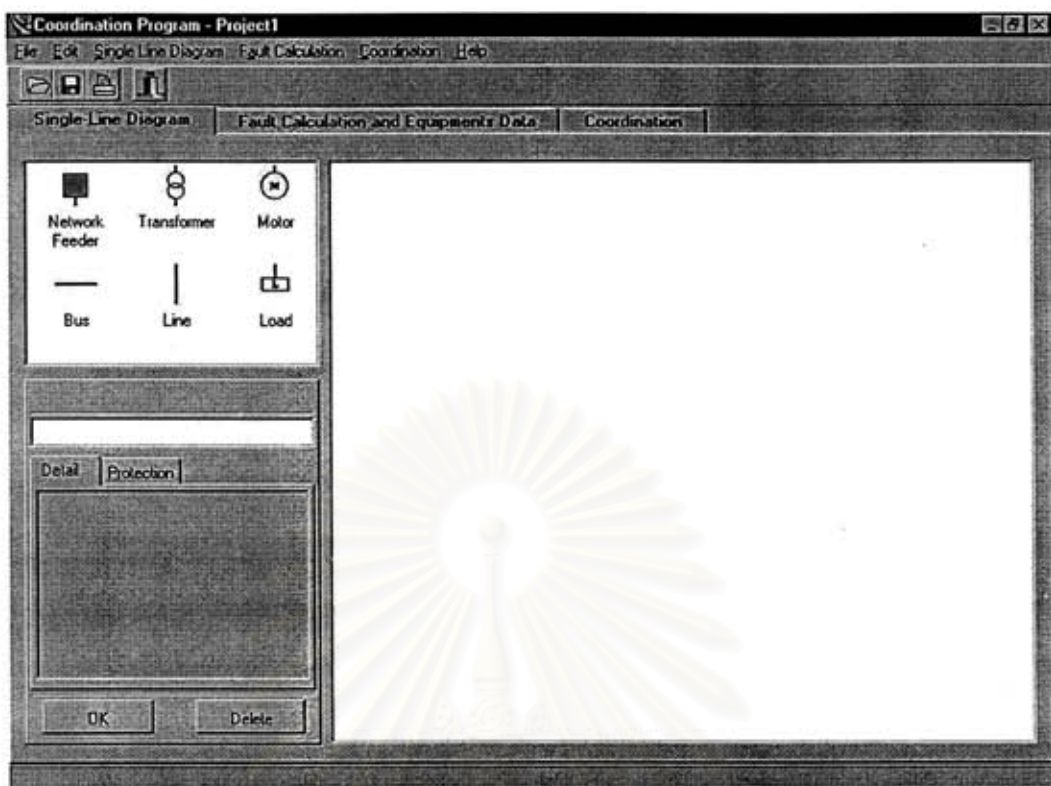 Coordination Program - Project1
File Edit Single Line Diagram Fault Calculation Coordination Help
Single-Line Diagram Fault Calculation and Equipments Data Coordination
Network Feeder
Transformer
Motor
M
Bus
Line
Load
L
Detail Protection
OK Delete